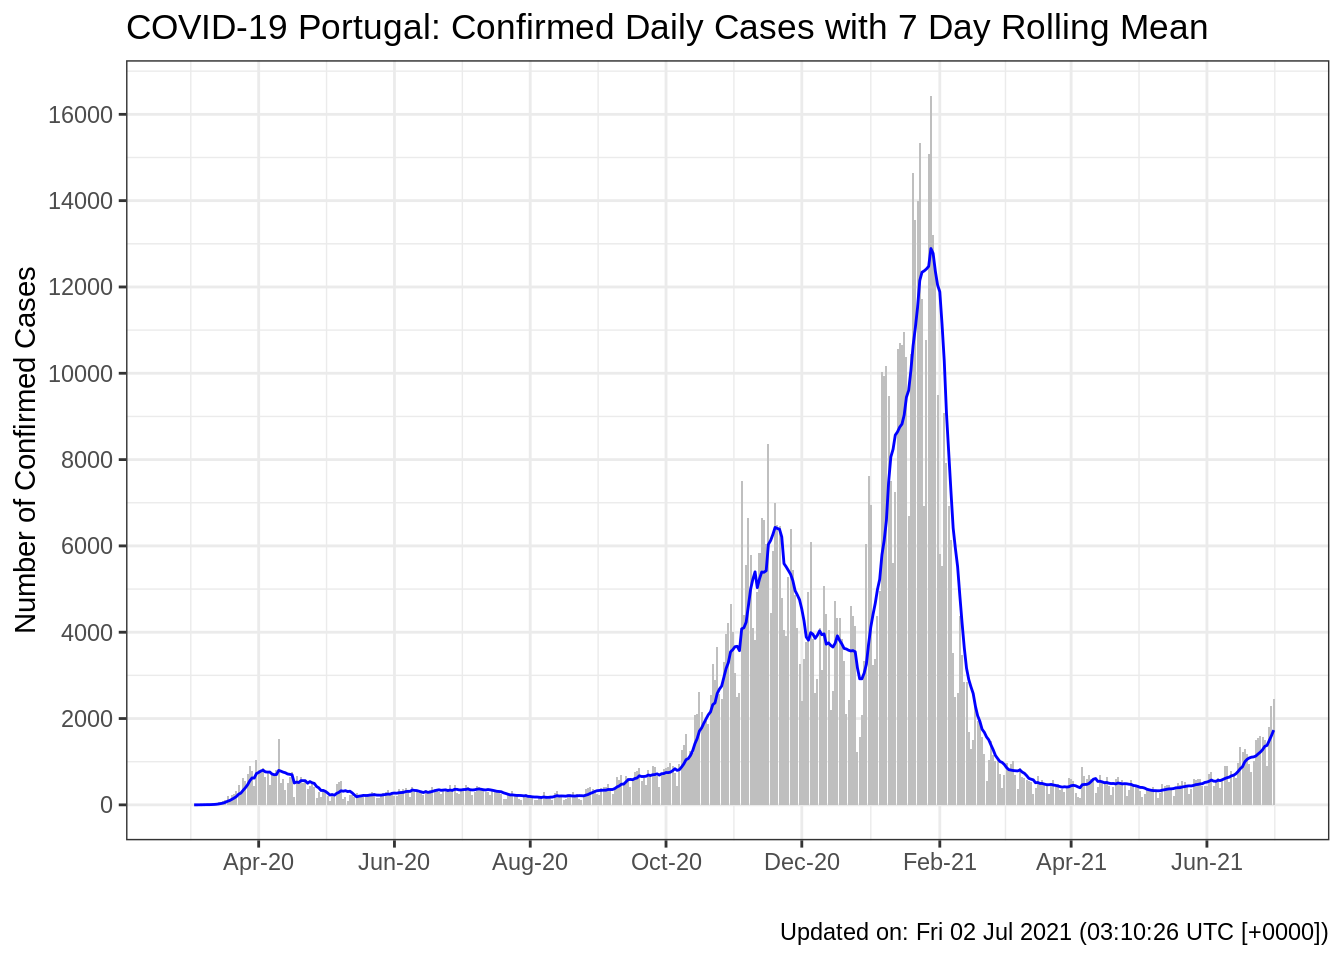 COVID-19 Portugal: Confirmed Daily Cases with 7 Day Rolling Mean
Number of Confirmed Cases
16000
14000
12000
10000
8000
6000
4000
2000
0
Apr-20 Jun-20 Aug-20 Oct-20 Dec-20 Feb-21 Apr-21 Jun-21
Updated on: Fri 02 Jul 2021 (03:10:26 UTC [+0000])